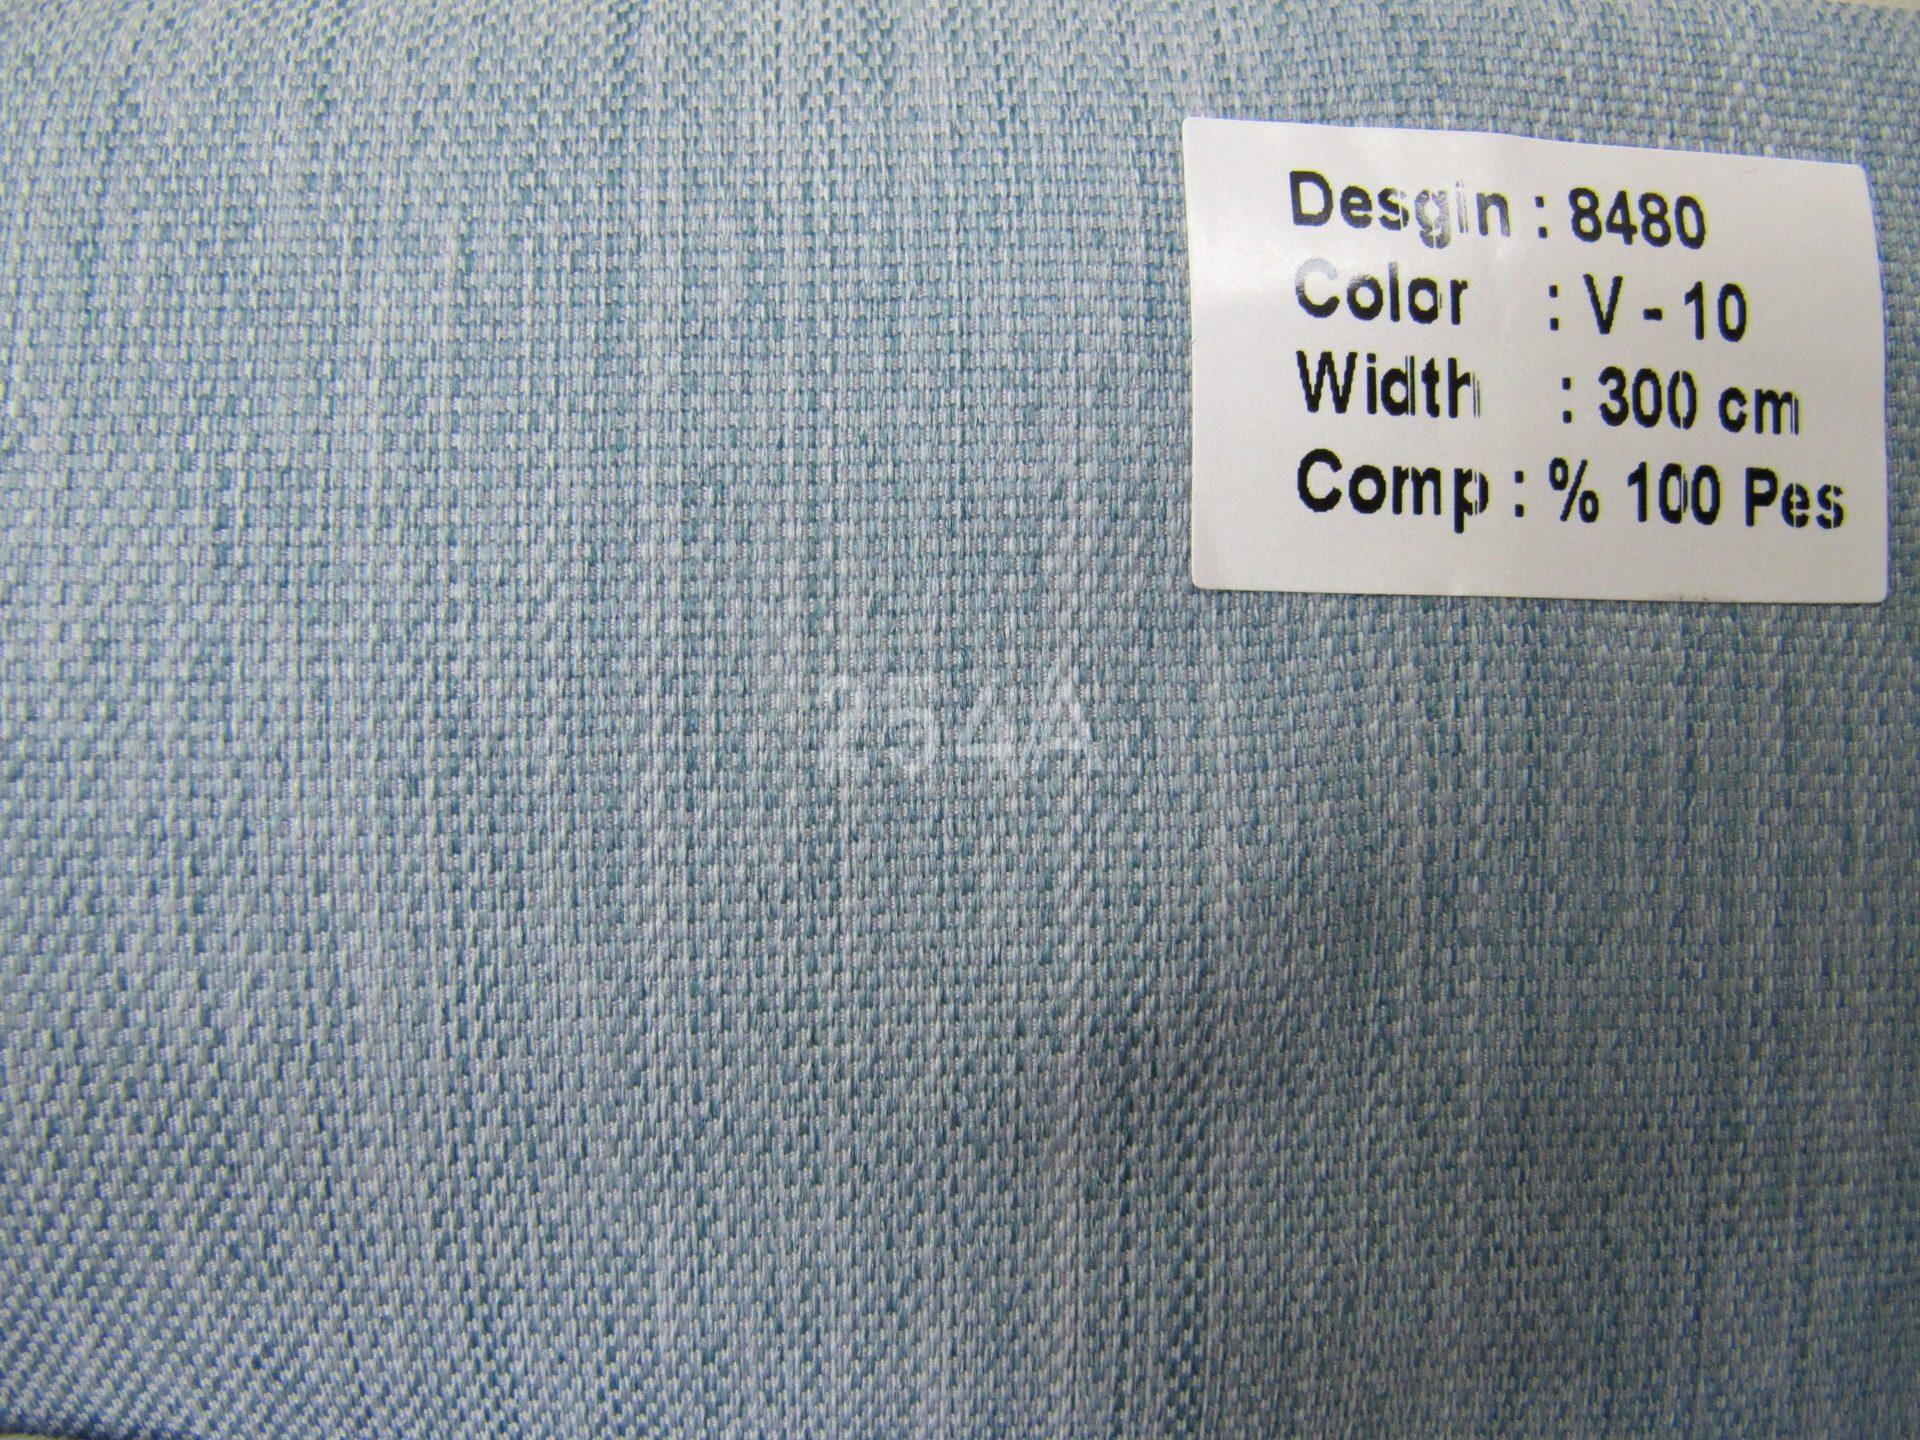 Desgin : 8480
Color : V - 10
Width : 300 cm
Comp : % 100 Pes
254A